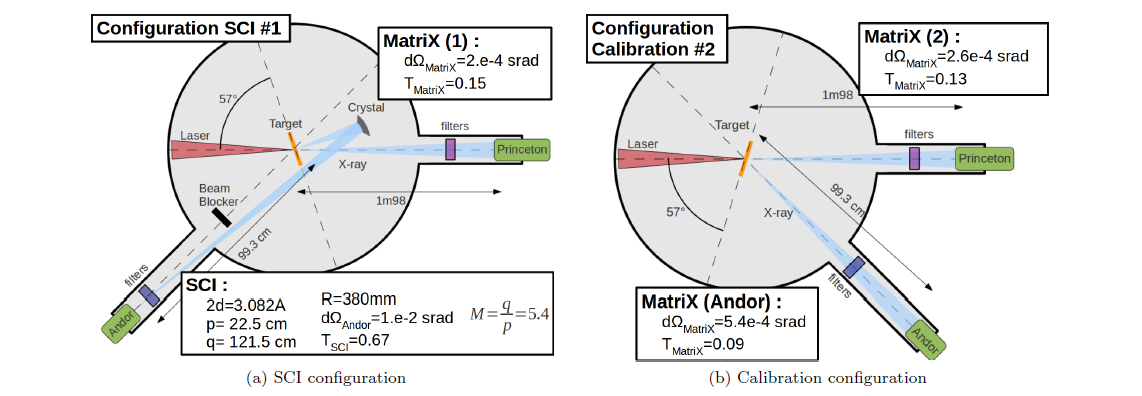 Configuration SCI #1
MatriX (1) :
dΩMatriX=2.e-4 srad
TMatriX=0.15
57°
Crystal
Target
Laser
filters
Princeton
X-ray
Beam
Blocker
1m98
99.3 cm
filters
Andor
SCI :
2d=3.082A
p= 22.5 cm
q= 121.5 cm
R=380mm
dΩAndor=1.e-2 srad
TSCI=0.67
M=q/p=5.4
(a) SCI configuration
Configuration
Calibration #2
MatriX (2) :
dΩMatriX=2.6e-4 srad
TMatriX=0.13
1m98
Target
filters
Laser
Princeton
99.3 cm
57°
X-ray
filters
Andor
MatriX (Andor) :
dΩMatriX=5.4e-4 srad
TMatriX=0.09
(b) Calibration configuration